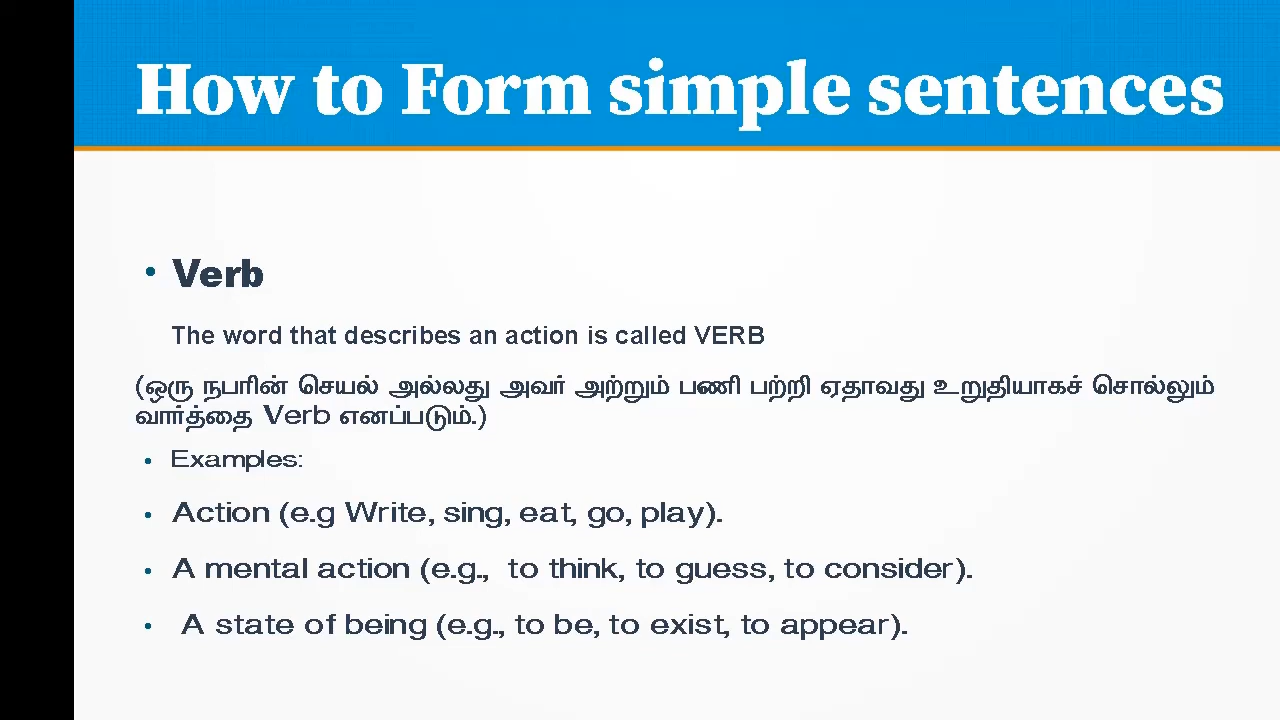 How to Form simple sentences
• Verb
The word that describes an action is called VERB
(ஒரு நபரின் செயல் அல்லது அவர் அற்றும் பணி பற்றி ஏதாவது உறுதியாகச் சொல்லும்
வார்த்தை Verb எனப்படும்.)
• Examples:
• Action (e.g Write, sing, eat, go, play).
• A mental action (e.g., to think, to guess, to consider).
• A state of being (e.g., to be, to exist, to appear).